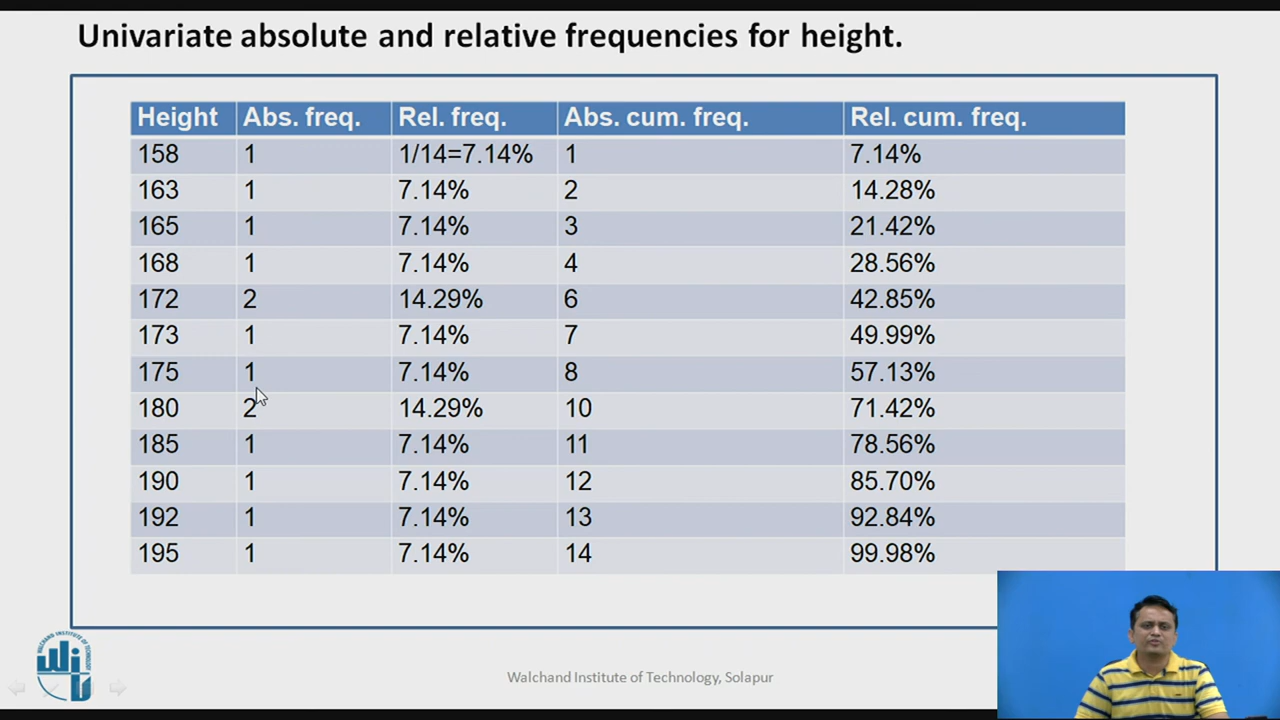 Univariate absolute and relative frequencies for height.
Height Abs. freq. Rel. freq. Abs. cum. freq. Rel. cum. freq.
158 1 1/14=7.14% 1 7.14%
163 1 7.14% 2 14.28%
165 1 7.14% 3 21.42%
168 1 7.14% 4 28.56%
172 2 14.29% 6 42.85%
173 1 7.14% 7 49.99%
175 1 7.14% 8 57.13%
180 2 14.29% 10 71.42%
185 1 7.14% 11 78.56%
190 1 7.14% 12 85.70%
192 1 7.14% 13 92.84%
195 1 7.14% 14 99.98%
WALCHAND INSTITUTE OF TECHNOLOGY
WIT
Walchand Institute of Technology, Solapur